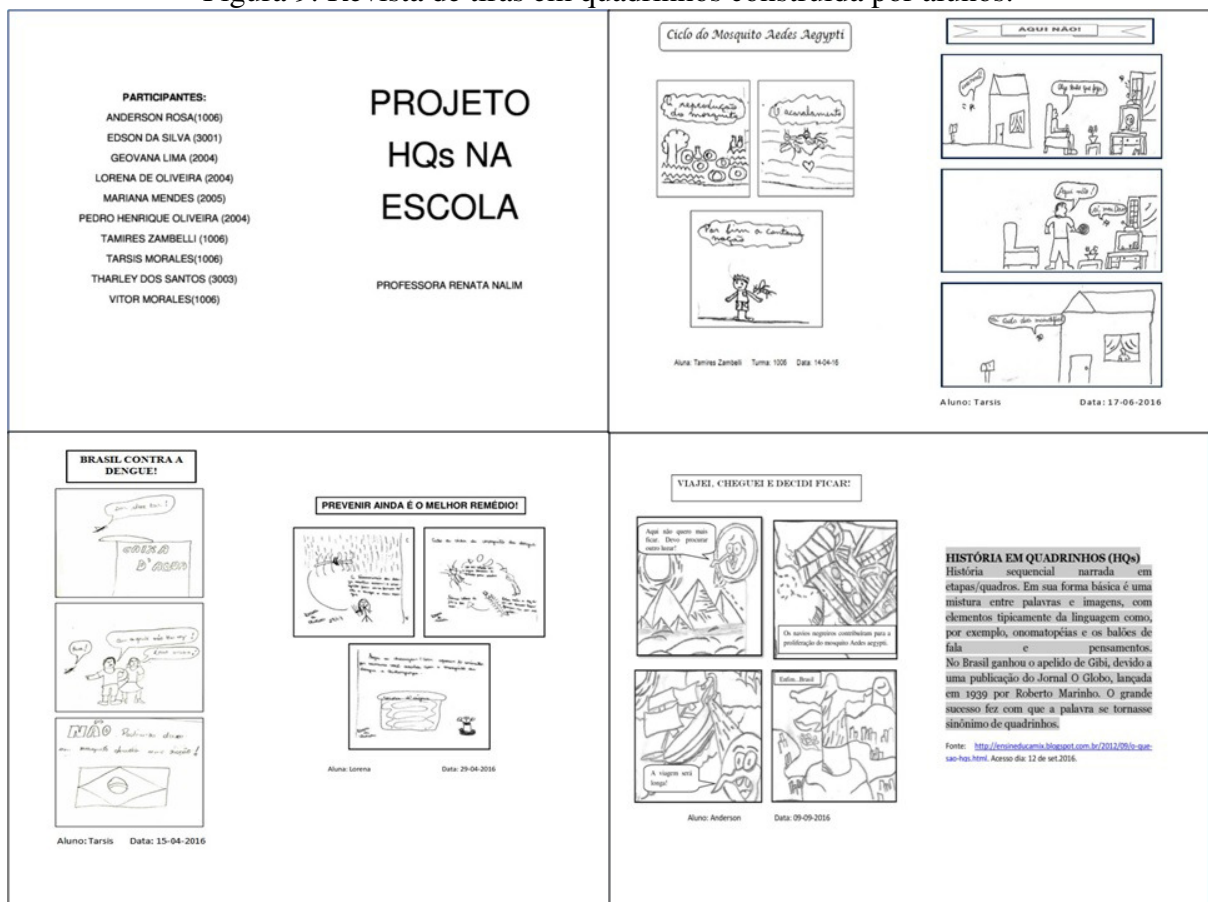 Figura 9: Revista de tiras em quadrinhos construída por alunos.
PARTICIPANTES:
ANDERSON ROSA(1006)
EDSON DA SILVA (3001)
GEOVANA LIMA (2004)
LORENA DE OLIVEIRA (2004)
MARIANA MENDES (2005)
PEDRO HENRIQUE OLIVEIRA (2004)
TAMIRES ZAMBELLI (1006)
TARSIS MORALES(1006)
THARLEY DOS SANTOS (3003)
VITOR MORALES(1006)
PROJETO
HQs NA
ESCOLA
PROFESSORA RENATA NALIM
Ciclo do Mosquito Aedes Aegypti
A reprodução
do mosquito
O acasalamento
Por fim a contami
nação
Aluna: Tamires Zambelli Turma: 1006 Data: 14-04-16
AQUI NÃO!
Aqui não!
Aluno: Tarsis Data: 17-06-2016
BRASIL CONTRA A
DENGUE!
CAIXA
D'AGUA
NÃO
Aluno: Tarsis Data: 15-04-2016
PREVENIR AINDA É O MELHOR REMÉDIO!
Ciclo de vida do mosquito da dengue
Aluna: Lorena Data: 29-04-2016
VIAJEI, CHEGUEI E DECIDI FICAR!
Aqui não quero mais
ficar. Devo procurar
outro lugar!
Os navios negreiros contribuíram para a
proliferação do mosquito Aedes aegypti.
A viagem será
longa!
Enfim...Brasil
Aluno: Anderson Data: 09-09-2016
HISTÓRIA EM QUADRINHOS (HQs)
História sequencial narrada em
etapas/quadros. Em sua forma básica é uma
mistura entre palavras e imagens, com
elementos tipicamente da linguagem como,
por exemplo, onomatopéias e os balões de
fala e pensamentos.
No Brasil ganhou o apelido de Gibi, devido a
uma publicação do Jornal O Globo, lançada
em 1939 por Roberto Marinho. O grande
sucesso fez com que a palavra se tornasse
sinônimo de quadrinhos.
Fonte: http://ensineducamix.blogspot.com.br/2012/09/o-que-
sao-hqs.html. Acesso dia: 12 de set.2016.